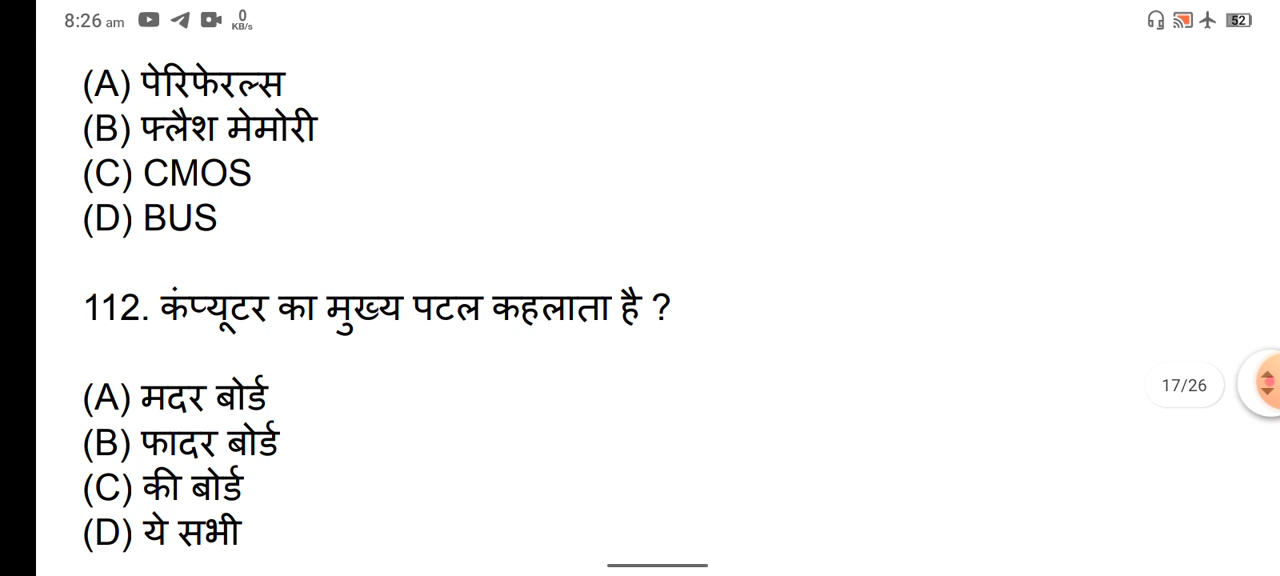 8:26 am 0 KB/s 52
(A) पेरिफेरल्स
(B) फ्लैश मेमोरी
(C) CMOS
(D) BUS
112. कंप्यूटर का मुख्य पटल कहलाता है ?
(A) मदर बोर्ड
17/26
(B) फादर बोर्ड
(C) की बोर्ड
(D) ये सभी